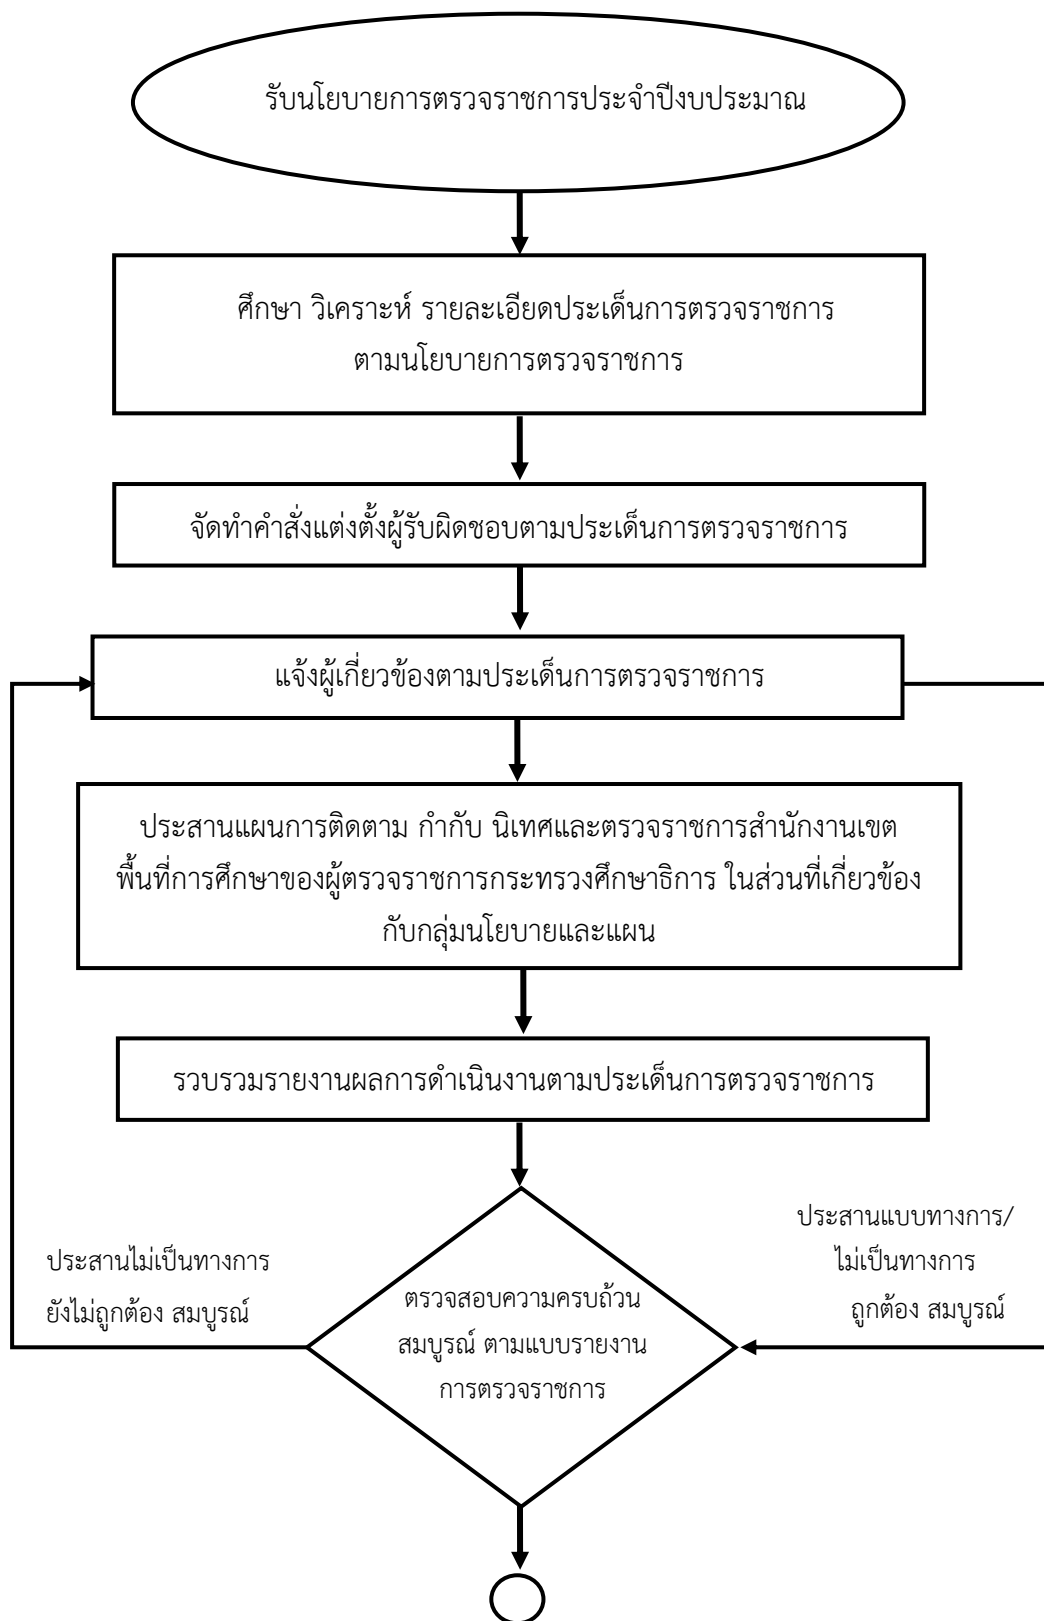 รับนโยบายการตรวจราชการประจำปีงบประมาณ
ศึกษา วิเคราะห์ รายละเอียดประเด็นการตรวจราชการ
ตามนโยบายการตรวจราชการ
จัดทำคำสั่งแต่งตั้งผู้รับผิดชอบตามประเด็นการตรวจราชการ
แจ้งผู้เกี่ยวข้องตามประเด็นการตรวจราชการ
ประสานแผนการติดตาม กำกับ นิเทศและตรวจราชการสำนักงานเขต
พื้นที่การศึกษาของผู้ตรวจราชการกระทรวงศึกษาธิการ ในส่วนที่เกี่ยวข้อง
กับกลุ่มนโยบายและแผน
รวบรวมรายงานผลการดำเนินงานตามประเด็นการตรวจราชการ
ประสานไม่เป็นทางการ
ยังไม่ถูกต้อง สมบูรณ์
ตรวจสอบความครบถ้วน
สมบูรณ์ ตามแบบรายงาน
การตรวจราชการ
ประสานแบบทางการ/
ไม่เป็นทางการ
ถูกต้อง สมบูรณ์